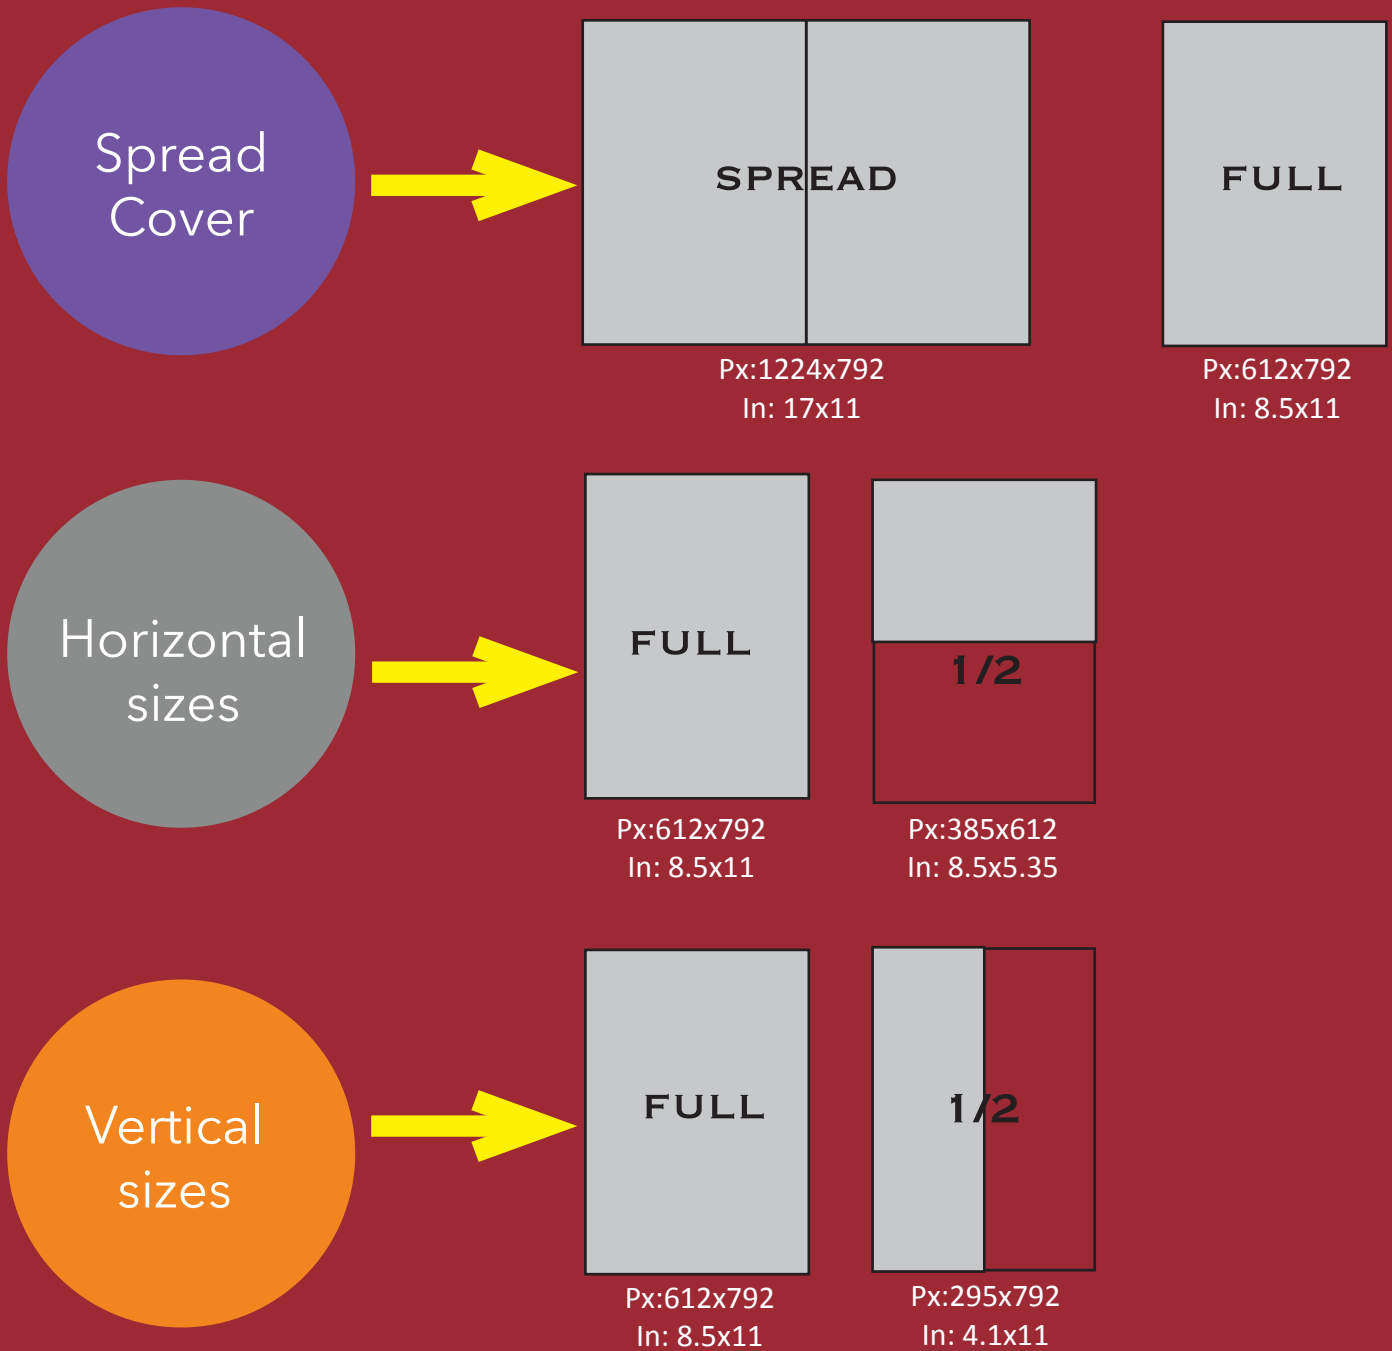 Spread
Cover
SPREAD
FULL
Px:1224x792
In: 17x11
Px:612x792
In: 8.5x11
Horizontal
sizes
FULL
1/2
Px:612x792
In: 8.5x11
Px:385x612
In: 8.5x5.35
Vertical
sizes
FULL
1/2
Px:612x792
In: 8.5x11
Px:295x792
In: 4.1x11